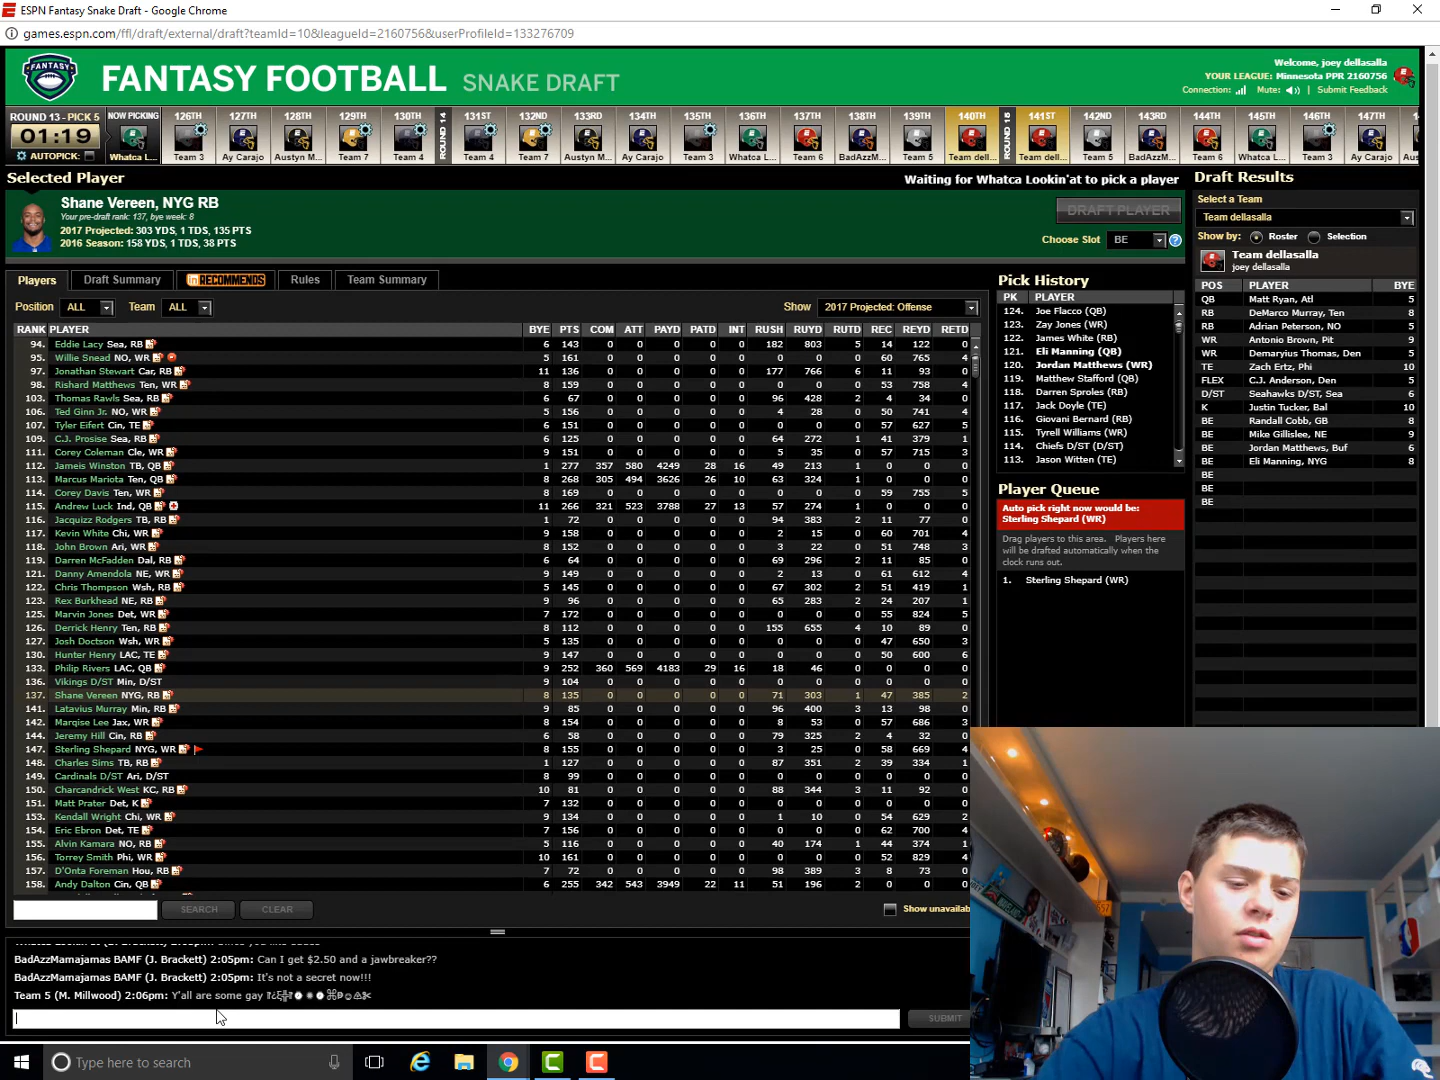 ESPN Fantasy Snake Draft - Google Chrome
games.espn.com/ffl/draft/external/draft?teamId=10&leagueId=2160756&userProfileId=133276709
FANTASY FOOTBALL SNAKE DRAFT
Welcome, joey dellasalla
YOUR LEAGUE: Minnesota PPR 2160756
Connection: Mute: | Submit Feedback
ROUND 13 - PICK 5
01:19
AUTOPICK:
NOW PICKING Whatca L...
126TH Team 3
127TH Ay Carajo
128TH Austyn M...
129TH Team 7
130TH Team 4
ROUND 14
131ST Team 4
132ND Team 7
133RD Austyn M...
134TH Ay Carajo
135TH Team 3
136TH Whatca L...
137TH Team 6
138TH BadAzzM...
139TH Team 5
140TH Team dell...
ROUND 15
141ST Team dell...
142ND Team 5
143RD BadAzzM...
144TH Team 6
145TH Whatca L...
146TH Team 3
147TH Ay Carajo
Selected Player
Waiting for Whatca Lookin'at to pick a player
Shane Vereen, NYG RB
Your pre-draft rank: 137, bye week: 8
2017 Projected: 303 YDS, 1 TDS, 135 PTS
2016 Season: 158 YDS, 1 TDS, 38 PTS
DRAFT PLAYER
Choose Slot BE
Players Draft Summary in RECOMMENDS Rules Team Summary
Position ALL Team ALL Show 2017 Projected: Offense
RANK PLAYER BYE PTS COM ATT PAYD PATD INT RUSH RUYD RUTD REC REYD RETD
94. Eddie Lacy Sea, RB 6 143 0 0 0 0 0 182 803 5 14 122 0
95. Willie Snead NO, WR 5 161 0 0 0 0 0 0 0 0 60 765 4
97. Jonathan Stewart Car, RB 11 136 0 0 0 0 0 177 766 6 11 93 0
98. Rishard Matthews Ten, WR 8 159 0 0 0 0 0 0 0 0 53 758 4
103. Thomas Rawls Sea, RB 6 67 0 0 0 0 0 96 428 2 4 34 0
106. Ted Ginn Jr. NO, WR 5 156 0 0 0 0 0 4 28 0 50 741 4
107. Tyler Eifert Cin, TE 6 151 0 0 0 0 0 0 0 0 57 627 5
109. C.J. Prosise Sea, RB 6 125 0 0 0 0 0 64 272 1 41 379 1
111. Corey Coleman Cle, WR 9 151 0 0 0 0 0 5 35 0 57 715 3
112. Jameis Winston TB, QB 1 277 357 580 4249 28 16 49 213 1 0 0 0
113. Marcus Mariota Ten, QB 8 268 305 494 3626 26 10 63 324 1 0 0 0
114. Corey Davis Ten, WR 8 169 0 0 0 0 0 0 0 0 59 755 5
115. Andrew Luck Ind, QB 11 266 321 523 3788 27 13 57 274 1 0 0 0
116. Jacquizz Rodgers TB, RB 1 72 0 0 0 0 0 94 383 2 11 77 0
117. Kevin White Chi, WR 9 158 0 0 0 0 0 2 15 0 60 701 4
118. John Brown Ari, WR 8 152 0 0 0 0 0 3 22 0 51 748 3
119. Darren McFadden Dal, RB 6 64 0 0 0 0 0 69 296 2 11 85 0
121. Danny Amendola NE, WR 9 149 0 0 0 0 0 2 13 0 61 612 4
122. Chris Thompson Wsh, RB 5 145 0 0 0 0 0 67 302 2 51 419 1
123. Rex Burkhead NE, RB 9 96 0 0 0 0 0 65 283 2 24 207 1
125. Marvin Jones Det, WR 7 172 0 0 0 0 0 0 0 0 55 824 5
126. Derrick Henry Ten, RB 8 112 0 0 0 0 0 155 655 4 10 89 0
127. Josh Doctson Wsh, WR 5 135 0 0 0 0 0 0 0 0 47 650 3
130. Hunter Henry LAC, TE 9 147 0 0 0 0 0 0 0 0 50 600 6
133. Philip Rivers LAC, QB 9 252 360 569 4183 29 16 18 46 0 0 0 0
136. Vikings D/ST Min, D/ST 9 104 0 0 0 0 0 0 0 0 0 0 0
137. Shane Vereen NYG, RB 8 135 0 0 0 0 0 71 303 1 47 385 2
141. Latavius Murray Min, RB 9 85 0 0 0 0 0 96 400 3 13 98 0
142. Marqise Lee Jax, WR 8 154 0 0 0 0 0 8 53 0 57 686 3
144. Jeremy Hill Cin, RB 6 58 0 0 0 0 0 79 325 2 4 32 0
147. Sterling Shepard NYG, WR 8 155 0 0 0 0 0 3 25 0 58 669 4
148. Charles Sims TB, RB 1 127 0 0 0 0 0 87 351 2 39 334 1
149. Cardinals D/ST Ari, D/ST 8 99 0 0 0 0 0 0 0 0 0 0 0
150. Charcandrick West KC, RB 10 81 0 0 0 0 0 88 344 3 11 92 0
151. Matt Prater Det, K 7 132 0 0 0 0 0 0 0 0 0 0 0
153. Kendall Wright Chi, WR 9 134 0 0 0 0 0 1 10 0 54 629 2
154. Eric Ebron Det, TE 7 156 0 0 0 0 0 0 0 0 62 700 4
155. Alvin Kamara NO, RB 5 116 0 0 0 0 0 40 174 1 44 374 1
156. Torrey Smith Phi, WR 10 161 0 0 0 0 0 0 0 0 52 829 4
157. D'Onta Foreman Hou, RB 7 72 0 0 0 0 0 98 389 3 8 73 0
158. Andy Dalton Cin, QB 6 255 342 543 3949 22 11 51 196 2 0 0 0
SEARCH CLEAR Show unavailab
BadAzzMamajamas BAMF (J. Brackett) 2:05pm: Can I get $2.50 and a jawbreaker??
BadAzzMamajamas BAMF (J. Brackett) 2:05pm: It's not a secret now!!!
Team 5 (M. Millwood) 2:06pm: Y'all are some gay
SUBMIT
Pick History
PK PLAYER
124. Joe Flacco (QB)
123. Zay Jones (WR)
122. James White (RB)
121. Eli Manning (QB)
120. Jordan Matthews (WR)
119. Matthew Stafford (QB)
118. Darren Sproles (RB)
117. Jack Doyle (TE)
116. Giovani Bernard (RB)
115. Tyrell Williams (WR)
114. Chiefs D/ST (D/ST)
113. Jason Witten (TE)
Player Queue
Auto pick right now would be:
Sterling Shepard (WR)
Drag players to this area. Players here
will be drafted automatically when the
clock runs out.
1. Sterling Shepard (WR)
Draft Results
Select a Team
Team dellasalla
Show by: Roster Selection
Team dellasalla
joey dellasalla
POS PLAYER BYE
QB Matt Ryan, Atl 5
RB DeMarco Murray, Ten 8
RB Adrian Peterson, NO 5
WR Antonio Brown, Pit 9
WR Demaryius Thomas, Den 5
TE Zach Ertz, Phi 10
FLEX C.J. Anderson, Den 5
D/ST Seahawks D/ST, Sea 6
K Justin Tucker, Bal 10
BE Randall Cobb, GB 8
BE Mike Gillislee, NE 9
BE Jordan Matthews, Buf 6
BE Eli Manning, NYG 8
BE
BE
BE
Type here to search